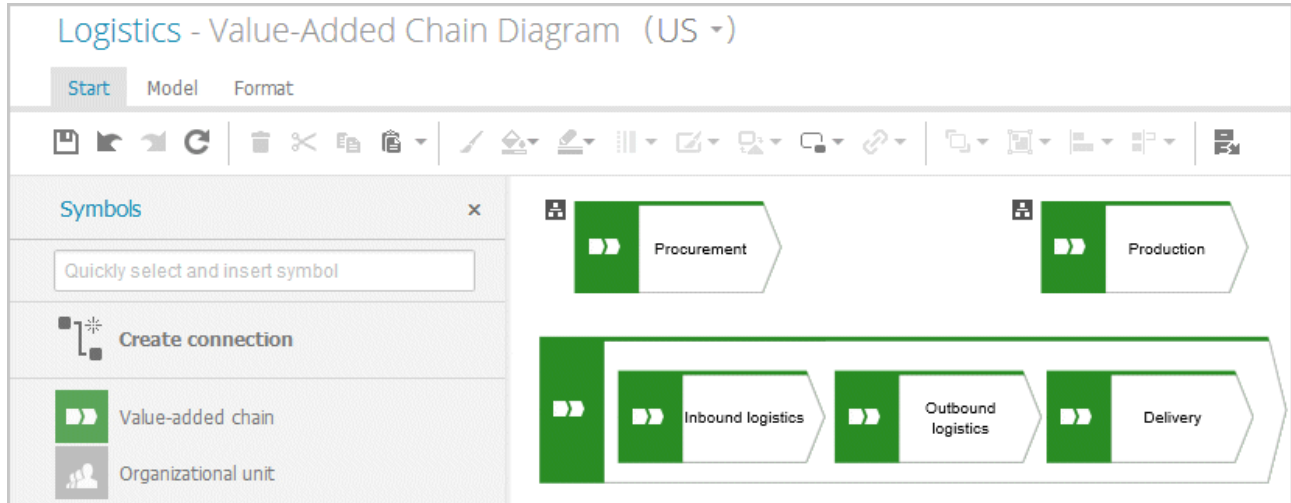 Logistics - Value-Added Chain Diagram (US)
Start Model Format
Symbols
Quickly select and insert symbol
Create connection
Value-added chain
Organizational unit
Procurement
Production
Inbound logistics
Outbound
logistics
Delivery